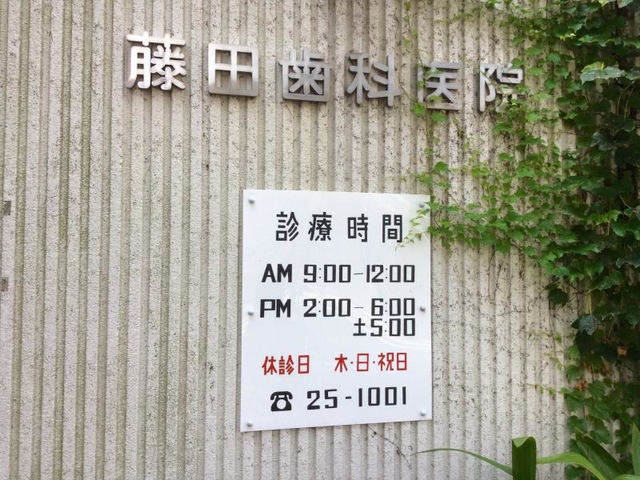 藤田歯科医院
診療時間
AM 9:00-12:00
PM 2:00-6:00
土5:00
休診日 木・日・祝日
☎ 25-1001